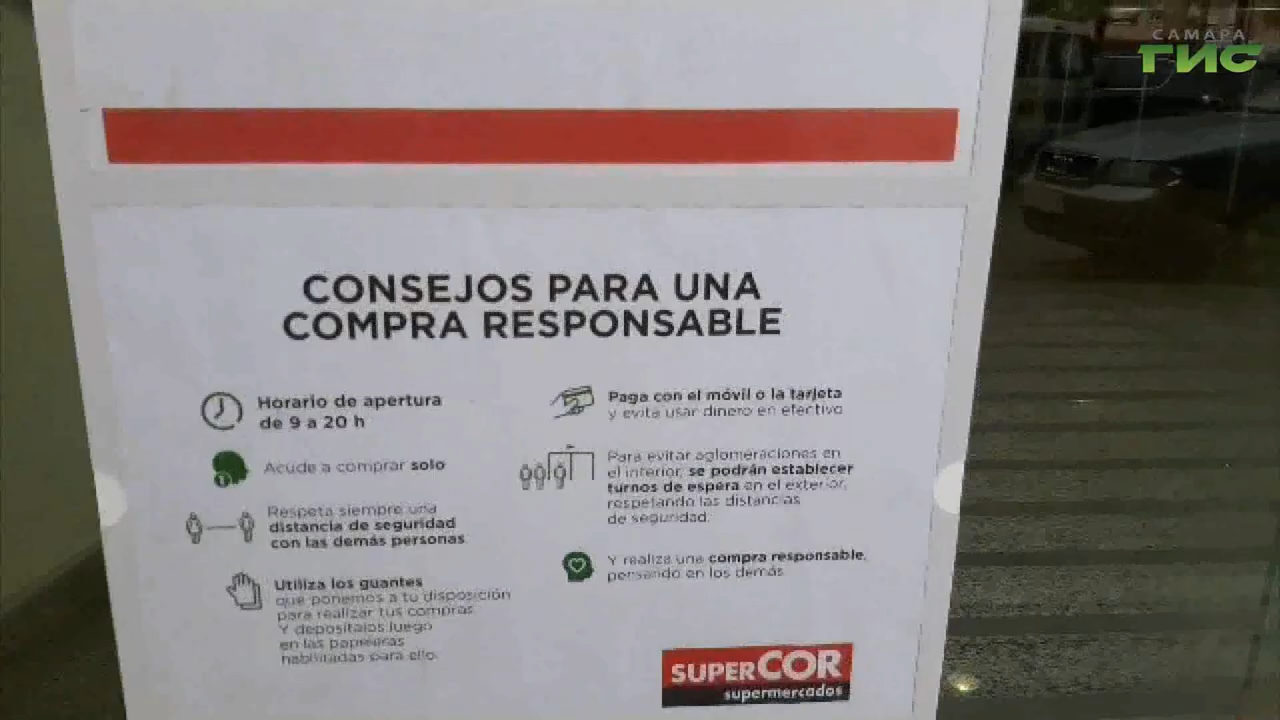 САМАРА
ГИС
CONSEJOS PARA UNA
COMPRA RESPONSABLE
Horario de apertura
de 9 a 20 h
Acude a comprar solo
Respeta siempre una
distancia de seguridad
con las demás personas
Utiliza los guantes
que ponemos a tu disposición
para realizar tus compras
Y deposítalos luego
en las papeleras
habilitadas para ello.
Paga con el móvil o la tarjeta
y evita usar dinero en efectivo
Para evitar aglomeraciones en
el interior, se podrán establecer
turnos de espera en el exterior,
respetando las distancias
de seguridad.
Y realiza una compra responsable,
pensando en los demás
SUPERCOR
supermercados